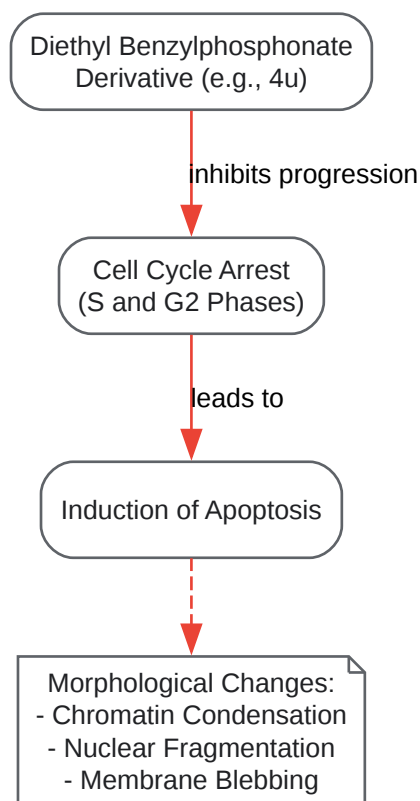 Diethyl Benzylphosphonate
Derivative (e.g., 4u)
inhibits progression
Cell Cycle Arrest
(S and G2 Phases)
leads to
Induction of Apoptosis
Morphological Changes:
- Chromatin Condensation
- Nuclear Fragmentation
- Membrane Blebbing